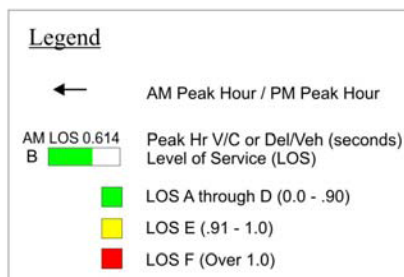 Legend
AM Peak Hour / PM Peak Hour
AM LOS 0.614
B
Peak Hr V/C or Del/Veh (seconds)
Level of Service (LOS)
LOS A through D (0.0 - .90)
LOS E (.91 - 1.0)
LOS F (Over 1.0)